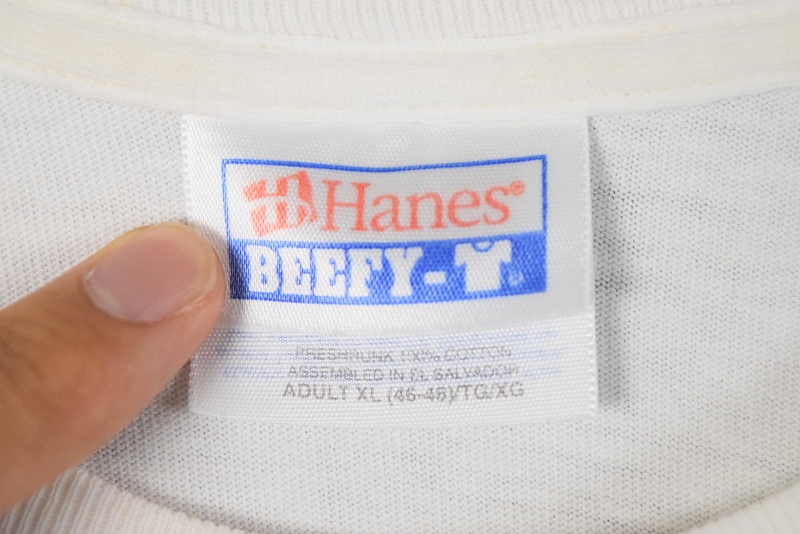 Hanes®
BEEFY-T®
PRESHRUNK 100% COTTON
ASSEMBLED IN EL SALVADOR
ADULT XL (46-48)/TG/XG